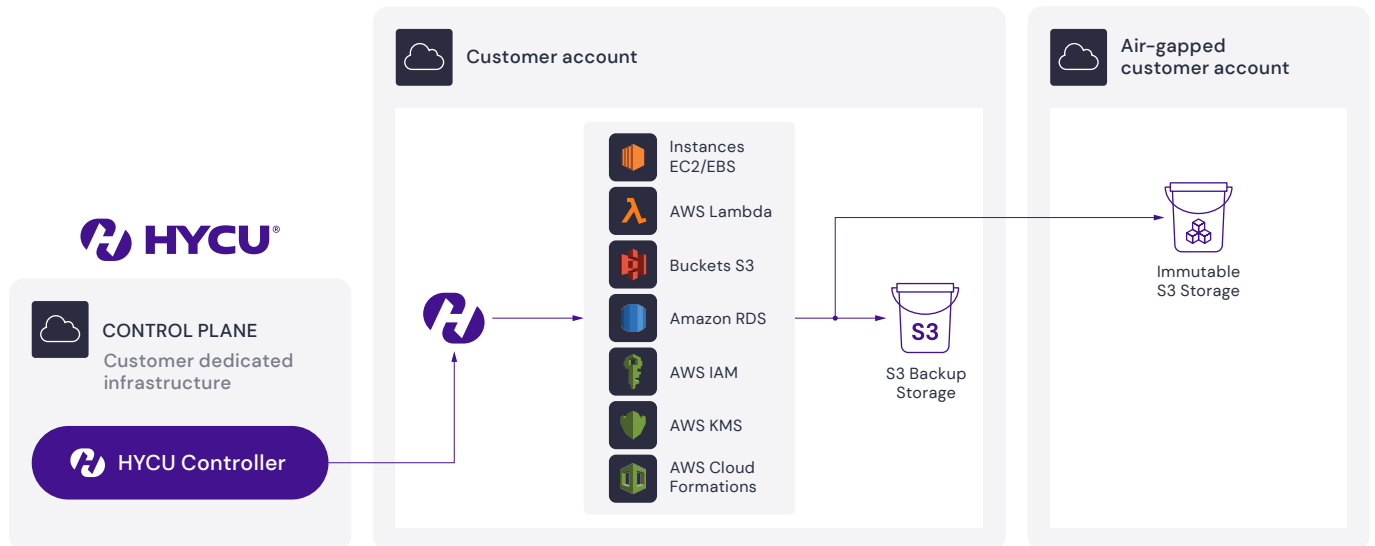 HYCU®
CONTROL PLANE
Customer dedicated
infrastructure
HYCU Controller
Customer account
Instances
EC2/EBS
AWS Lambda
Buckets S3
Amazon RDS
AWS IAM
AWS KMS
AWS Cloud
Formations
S3
S3 Backup
Storage
Air-gapped
customer account
Immutable
S3 Storage